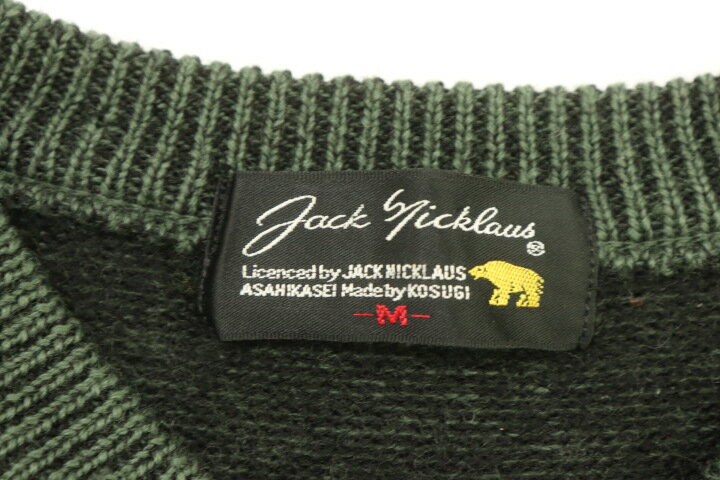 Jack Nicklaus ®
Licenced by JACK NICKLAUS
ASAHIKASEI Made by KOSUGI
-M-